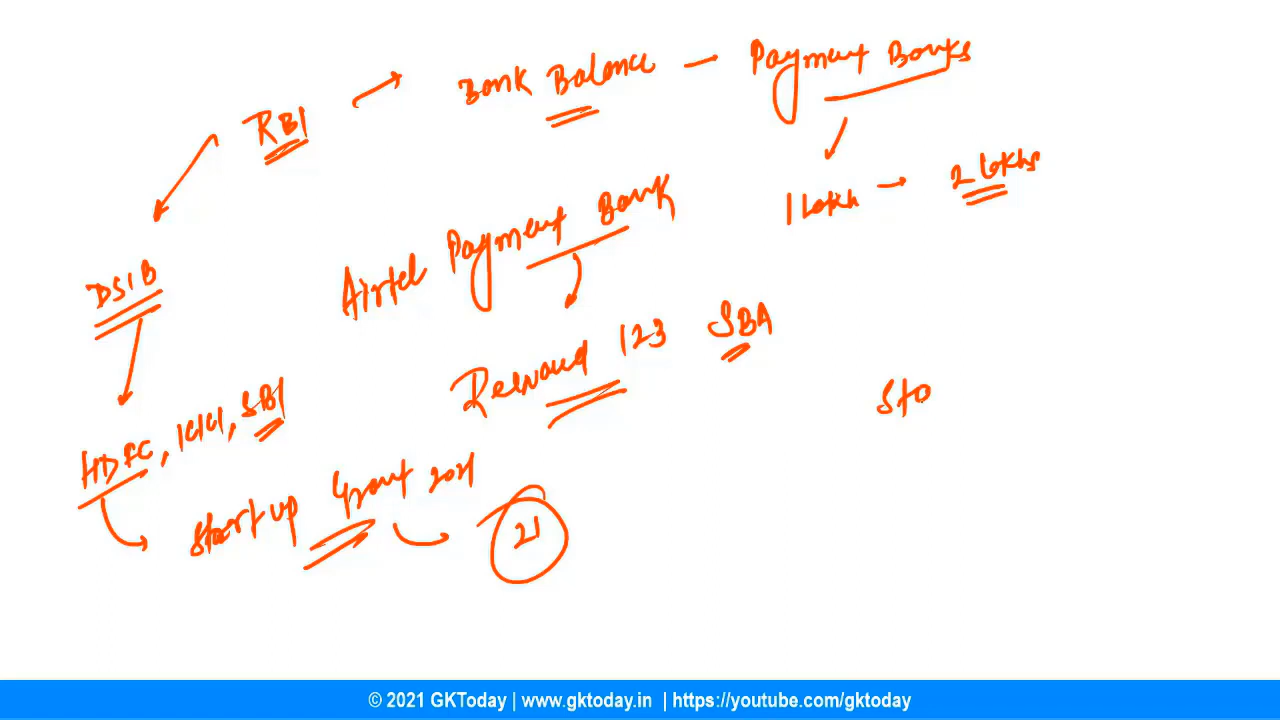 RBI → Bank Balance - Payment Banks
1 Lakh → 2 Lakhs
Airtel Payment Bank
DSIB
Reward 123 SBA
HDFC, ICICI, SBI
Sto
Startup Grant 2021
21
© 2021 GKToday | www.gktoday.in | https://youtube.com/gktoday